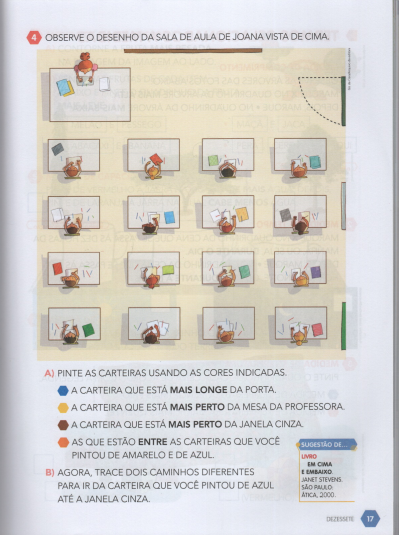 4 OBSERVE O DESENHO DA SALA DE AULA DE JOANA VISTA DE CIMA.
A) PINTE AS CARTEIRAS USANDO AS CORES INDICADAS.
A CARTEIRA QUE ESTÁ MAIS LONGE DA PORTA.
A CARTEIRA QUE ESTÁ MAIS PERTO DA MESA DA PROFESSORA.
A CARTEIRA QUE ESTÁ MAIS PERTO DA JANELA CINZA.
AS QUE ESTÃO ENTRE AS CARTEIRAS QUE VOCÊ
PINTOU DE AMARELO E DE AZUL.
B) AGORA, TRACE DOIS CAMINHOS DIFERENTES
PARA IR DA CARTEIRA QUE VOCÊ PINTOU DE AZUL
ATÉ A JANELA CINZA.
SUGESTÃO DE...
LIVRO
EM CIMA
E EMBAIXO.
JANET STEVENS.
SÃO PAULO:
ÁTICA, 2000.
DEZESSETE 17